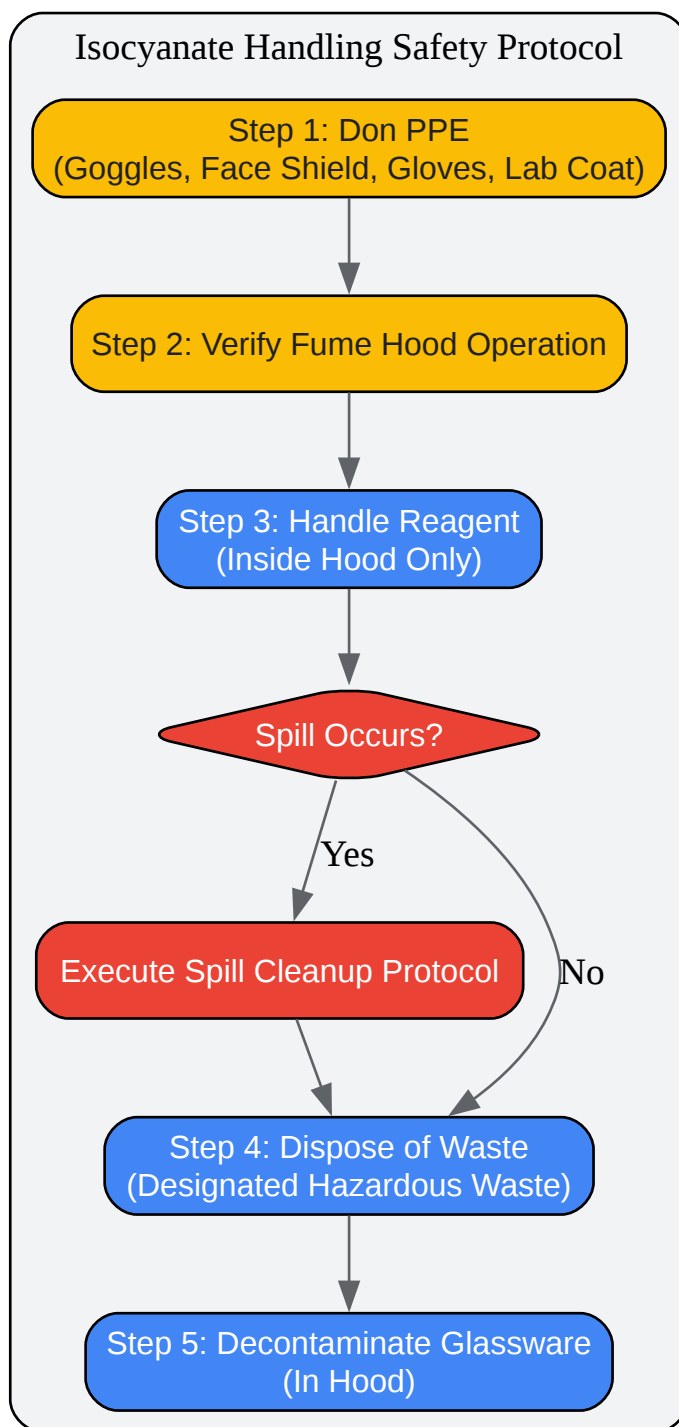 Isocyanate Handling Safety Protocol
Step 1: Don PPE
(Goggles, Face Shield, Gloves, Lab Coat)
Step 2: Verify Fume Hood Operation
Step 3: Handle Reagent
(Inside Hood Only)
Spill Occurs?
Yes
Execute Spill Cleanup Protocol
No
Step 4: Dispose of Waste
(Designated Hazardous Waste)
Step 5: Decontaminate Glassware
(In Hood)